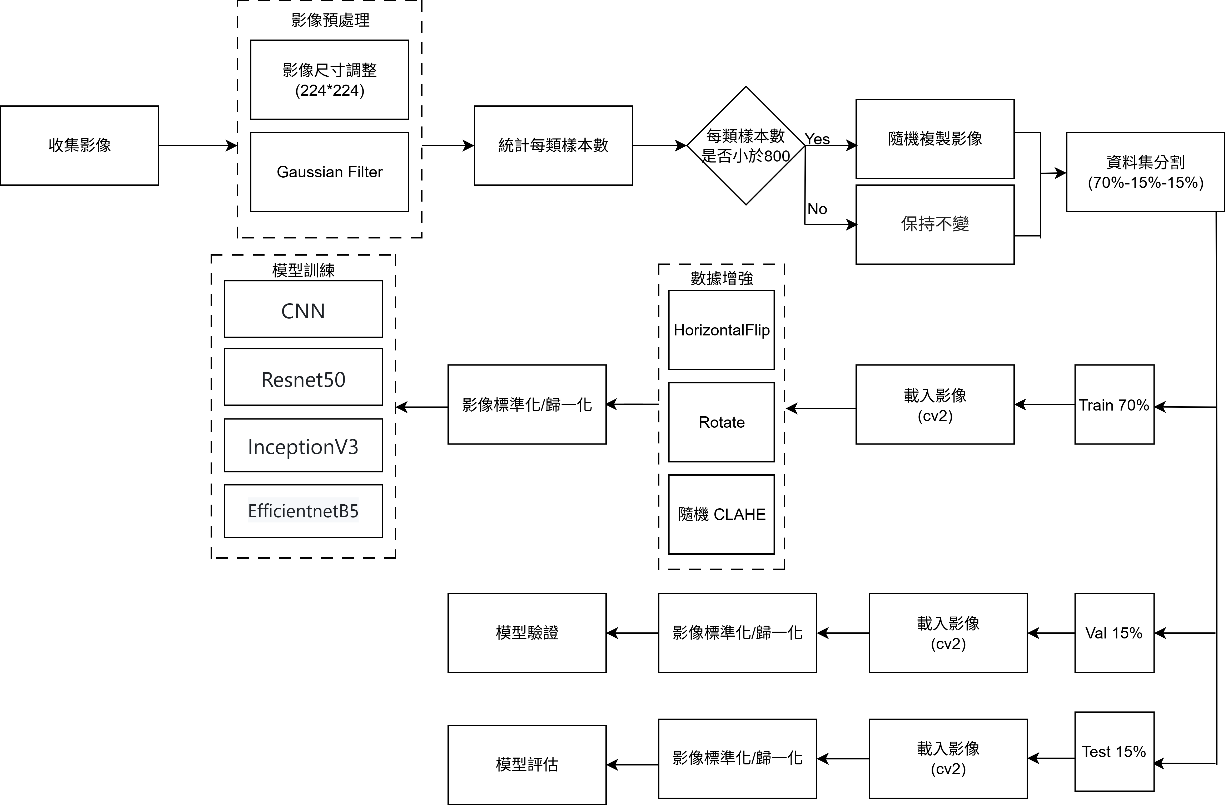 收集影像
影像預處理
影像尺寸調整
(224*224)
Gaussian Filter
統計每類樣本數
每類樣本數
是否小於800
Yes
No
隨機複製影像
保持不變
資料集分割
(70%-15%-15%)
Train 70%
載入影像
(cv2)
數據增強
HorizontalFlip
Rotate
隨機 CLAHE
影像標準化/歸一化
模型訓練
CNN
Resnet50
InceptionV3
EfficientnetB5
Val 15%
載入影像
(cv2)
影像標準化/歸一化
模型驗證
Test 15%
載入影像
(cv2)
影像標準化/歸一化
模型評估